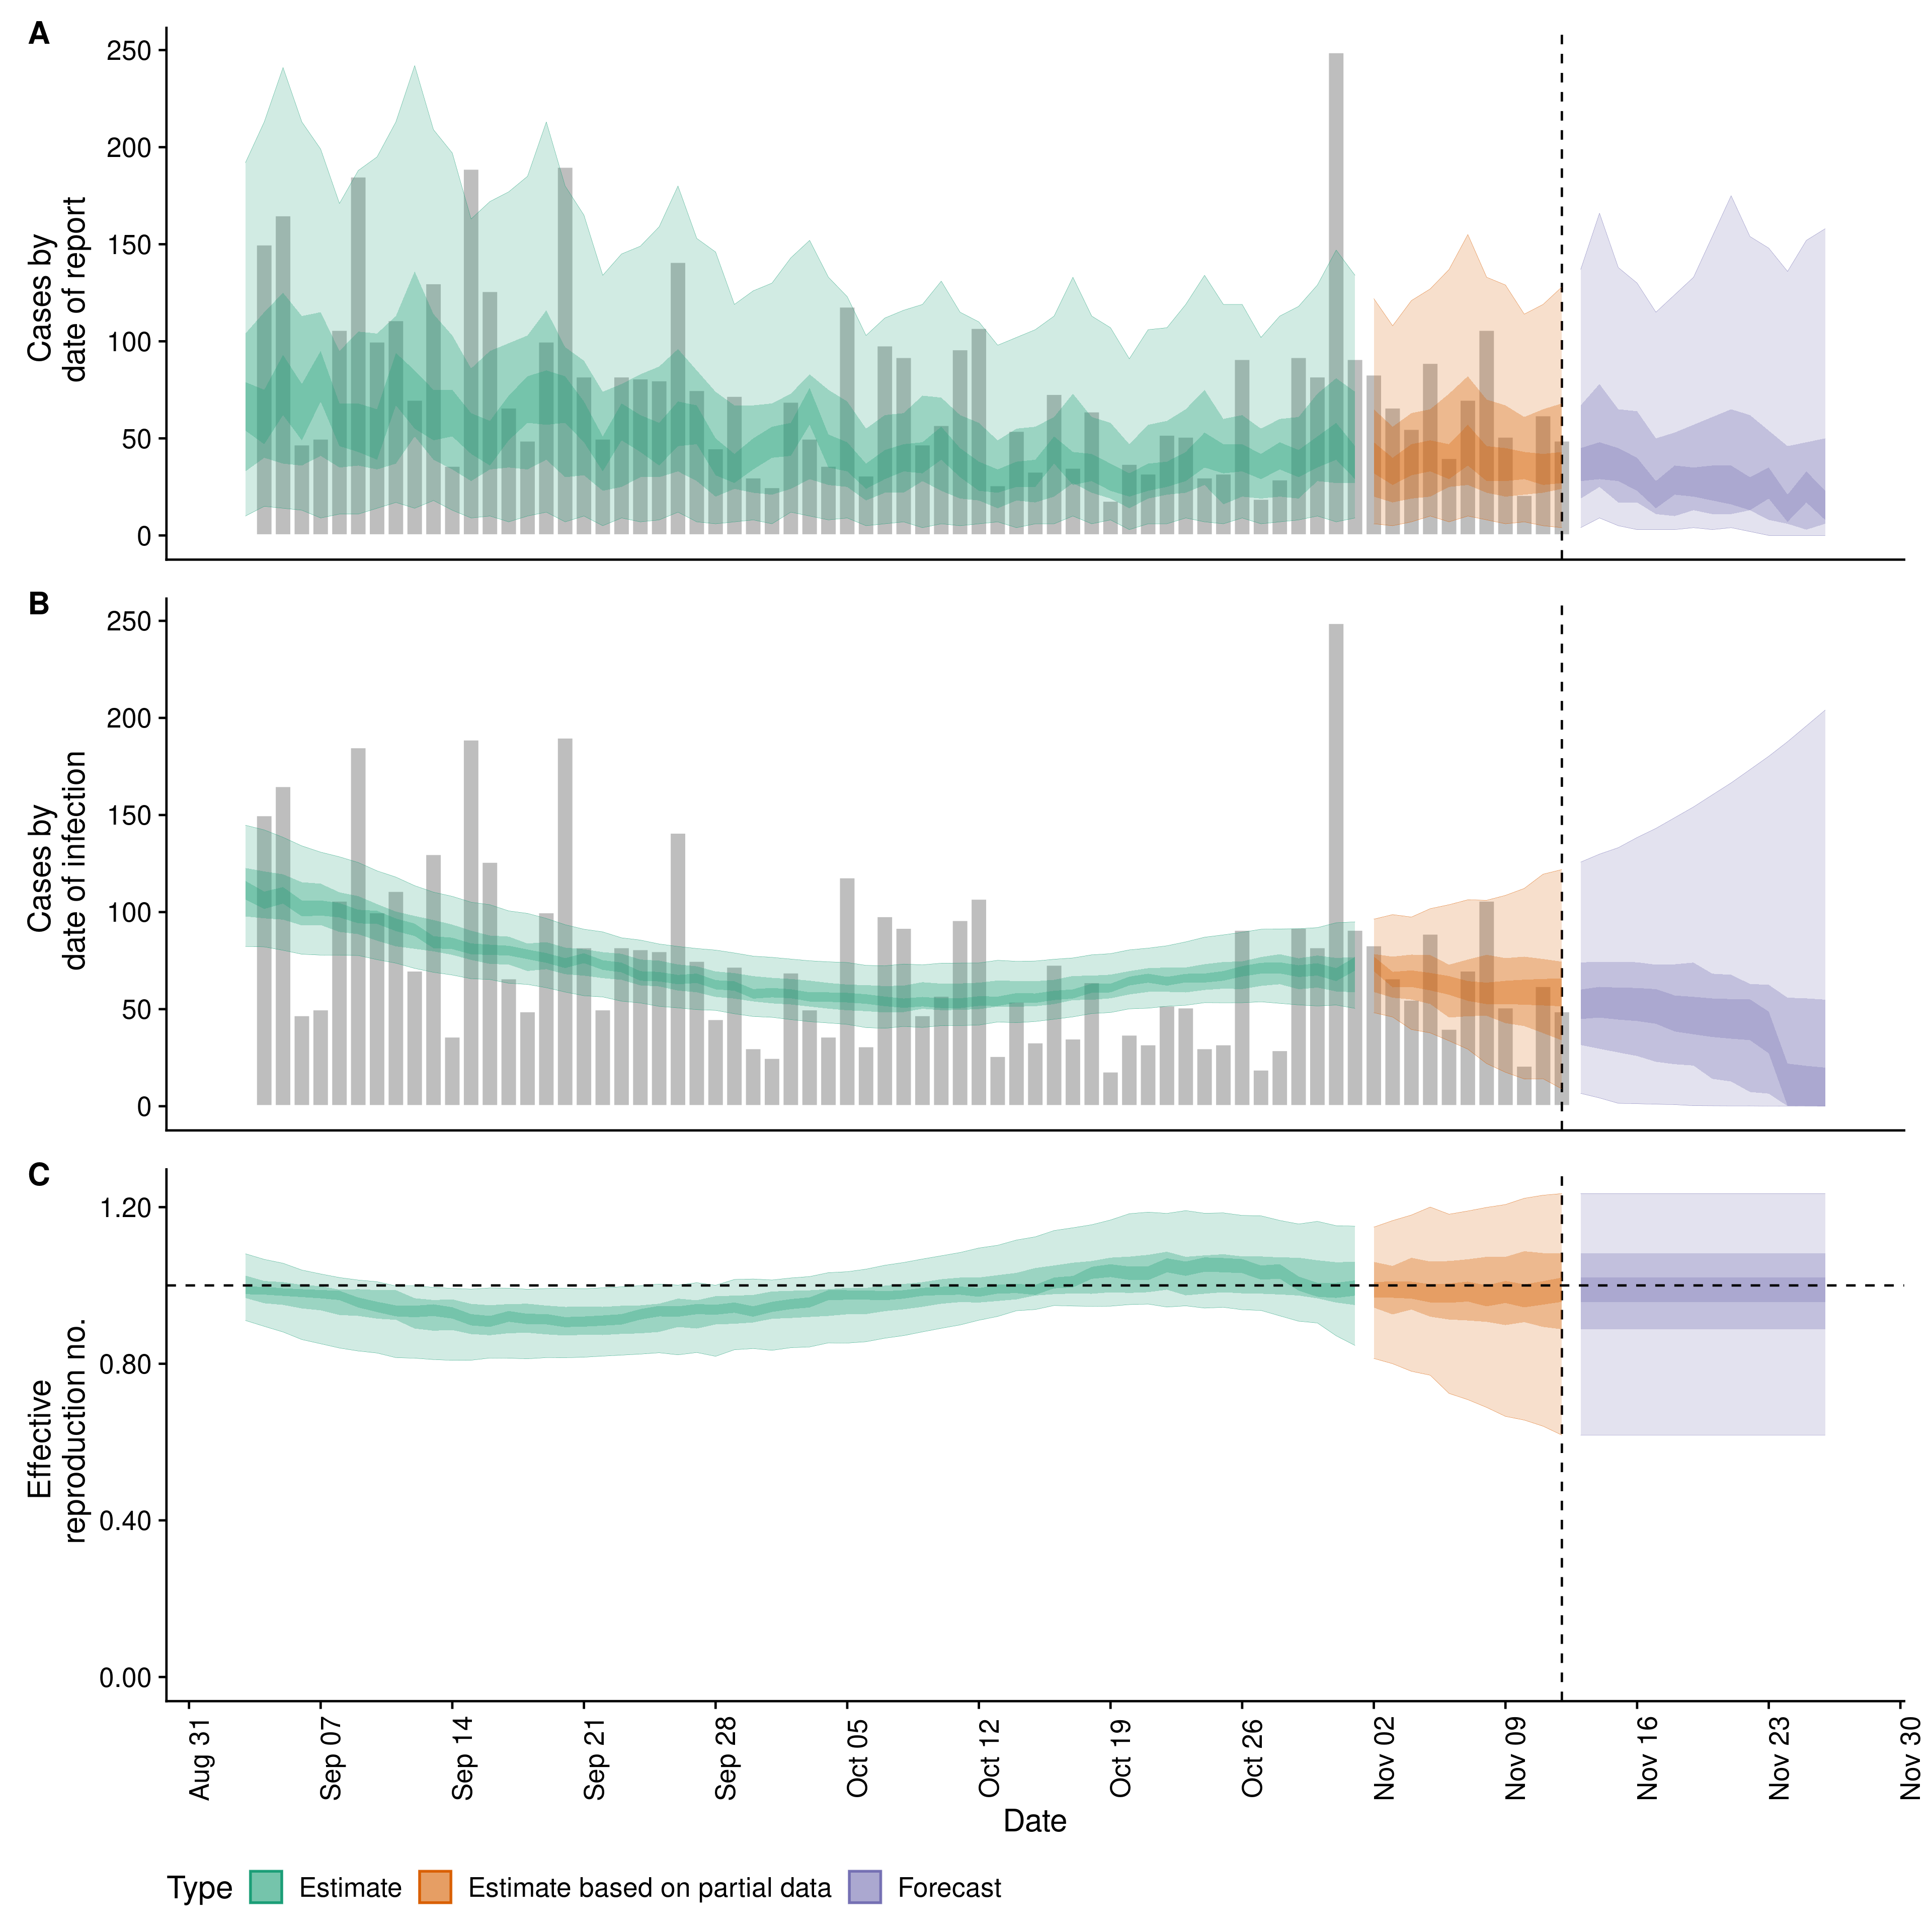 A
250
200
150
100
50
0
Cases by
date of report
B
250
200
150
100
50
0
Cases by
date of infection
C
1.20
0.80
0.40
0.00
Effective
reproduction no.
Aug 31
Sep 07
Sep 14
Sep 21
Sep 28
Oct 05
Oct 12
Oct 19
Oct 26
Nov 02
Nov 09
Nov 16
Nov 23
Nov 30
Date
Type Estimate Estimate based on partial data Forecast